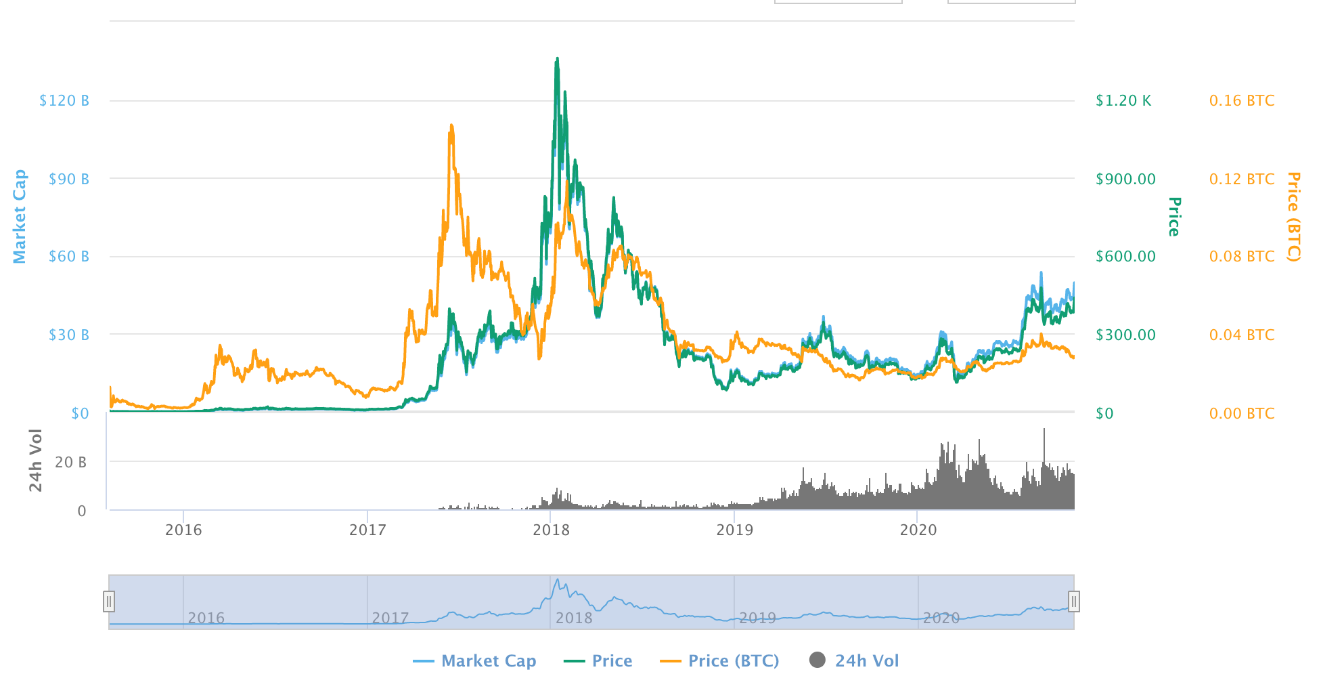 $120 B
$1.20 K
0.16 BTC
$90 B
$900.00
0.12 BTC
Market Cap
Price
Price (BTC)
$60 B
$600.00
0.08 BTC
$30 B
$300.00
0.04 BTC
$0
$0
0.00 BTC
24h Vol
20 B
0
2016 2017 2018 2019 2020
2016 2017 2018 2019 2020
Market Cap Price Price (BTC) 24h Vol